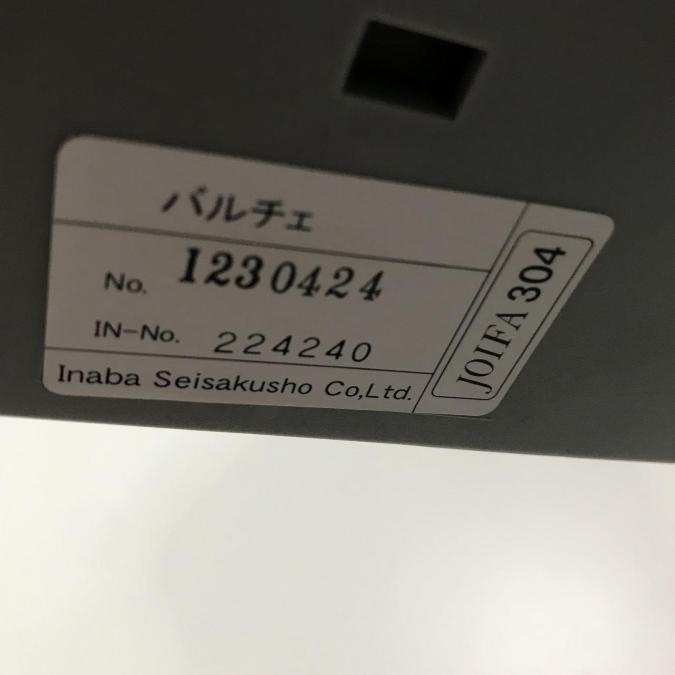 バルチェ
No. 1230424
IN-No. 224240
Inaba Seisakusho Co,Ltd.
JOIFA 304